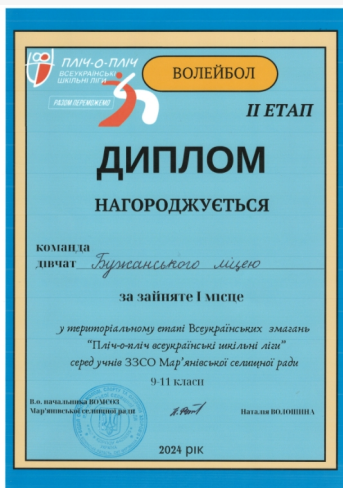 ПЛІЧ-О-ПЛІЧ
ВСЕУКРАЇНСЬКІ
ШКІЛЬНІ ЛІГИ
РАЗОМ ПЕРЕМОЖЕМО
ВОЛЕЙБОЛ
ІІ ЕТАП
ДИПЛОМ
НАГОРОДЖУЄТЬСЯ
команда
дівчат Бужанського ліцею
за зайняте І місце
у територіальному етапі Всеукраїнських змагань
"Пліч-о-пліч всеукраїнські шкільні ліги"
серед учнів ЗЗСО Мар'янівської селищної ради
9-11 класи
В.о. начальника ВОМСОЗ
Мар'янівської селищної ради
Наталія ВОЛОШИНА
2024 рік